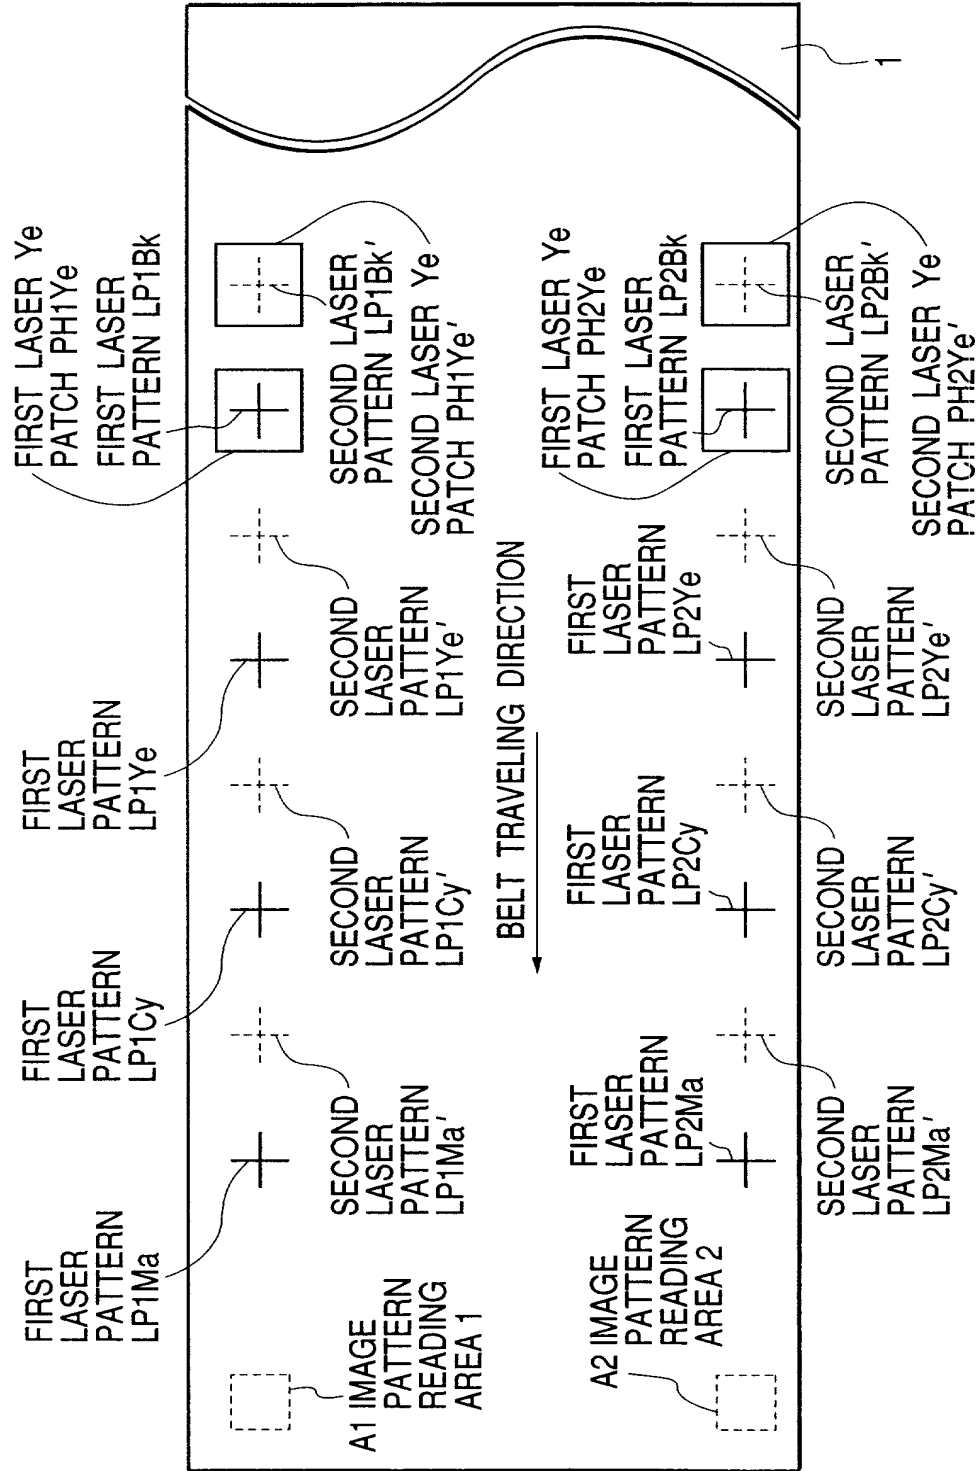 FIRST
LASER
PATTERN
LP1Ma
FIRST
LASER
PATTERN
LP1Cy
FIRST
LASER
PATTERN
LP1Ye
FIRST LASER Ye
PATCH PH1Ye
FIRST LASER
PATTERN LP1Bk
A1 IMAGE
PATTERN
READING
AREA 1
SECOND
LASER
PATTERN
LP1Ma′
SECOND
LASER
PATTERN
LP1Cy′
SECOND
LASER
PATTERN
LP1Ye′
SECOND LASER
PATTERN LP1Bk′
SECOND LASER Ye
PATCH PH1Ye′
BELT TRAVELING DIRECTION
A2 IMAGE
PATTERN
READING
AREA 2
FIRST
LASER
PATTERN
LP2Ma
FIRST
LASER
PATTERN
LP2Cy
FIRST
LASER
PATTERN
LP2Ye
FIRST LASER Ye
PATCH PH2Ye
FIRST LASER
PATTERN LP2Bk
SECOND
LASER
PATTERN
LP2Ma′
SECOND
LASER
PATTERN
LP2Cy′
SECOND
LASER
PATTERN
LP2Ye′
SECOND LASER
PATTERN LP2Bk′
SECOND LASER Ye
PATCH PH2Ye′
1